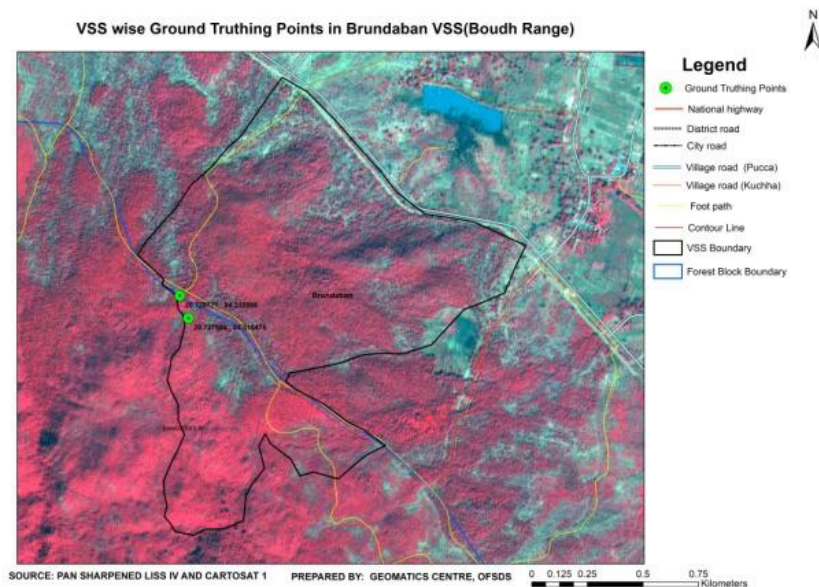 VSS wise Ground Truthing Points in Brundaban VSS(Boudh Range)
N
Legend
Ground Truthing Points
National highway
District road
City road
Village road (Pucca)
Village road (Kuchha)
Foot path
Contour Line
VSS Boundary
Forest Block Boundary
Brundaban
SOURCE: PAN SHARPENED LISS IV AND CARTOSAT 1
PREPARED BY: GEOMATICS CENTRE, OFSDS
0 0.125 0.25 0.5 0.75
Kilometers